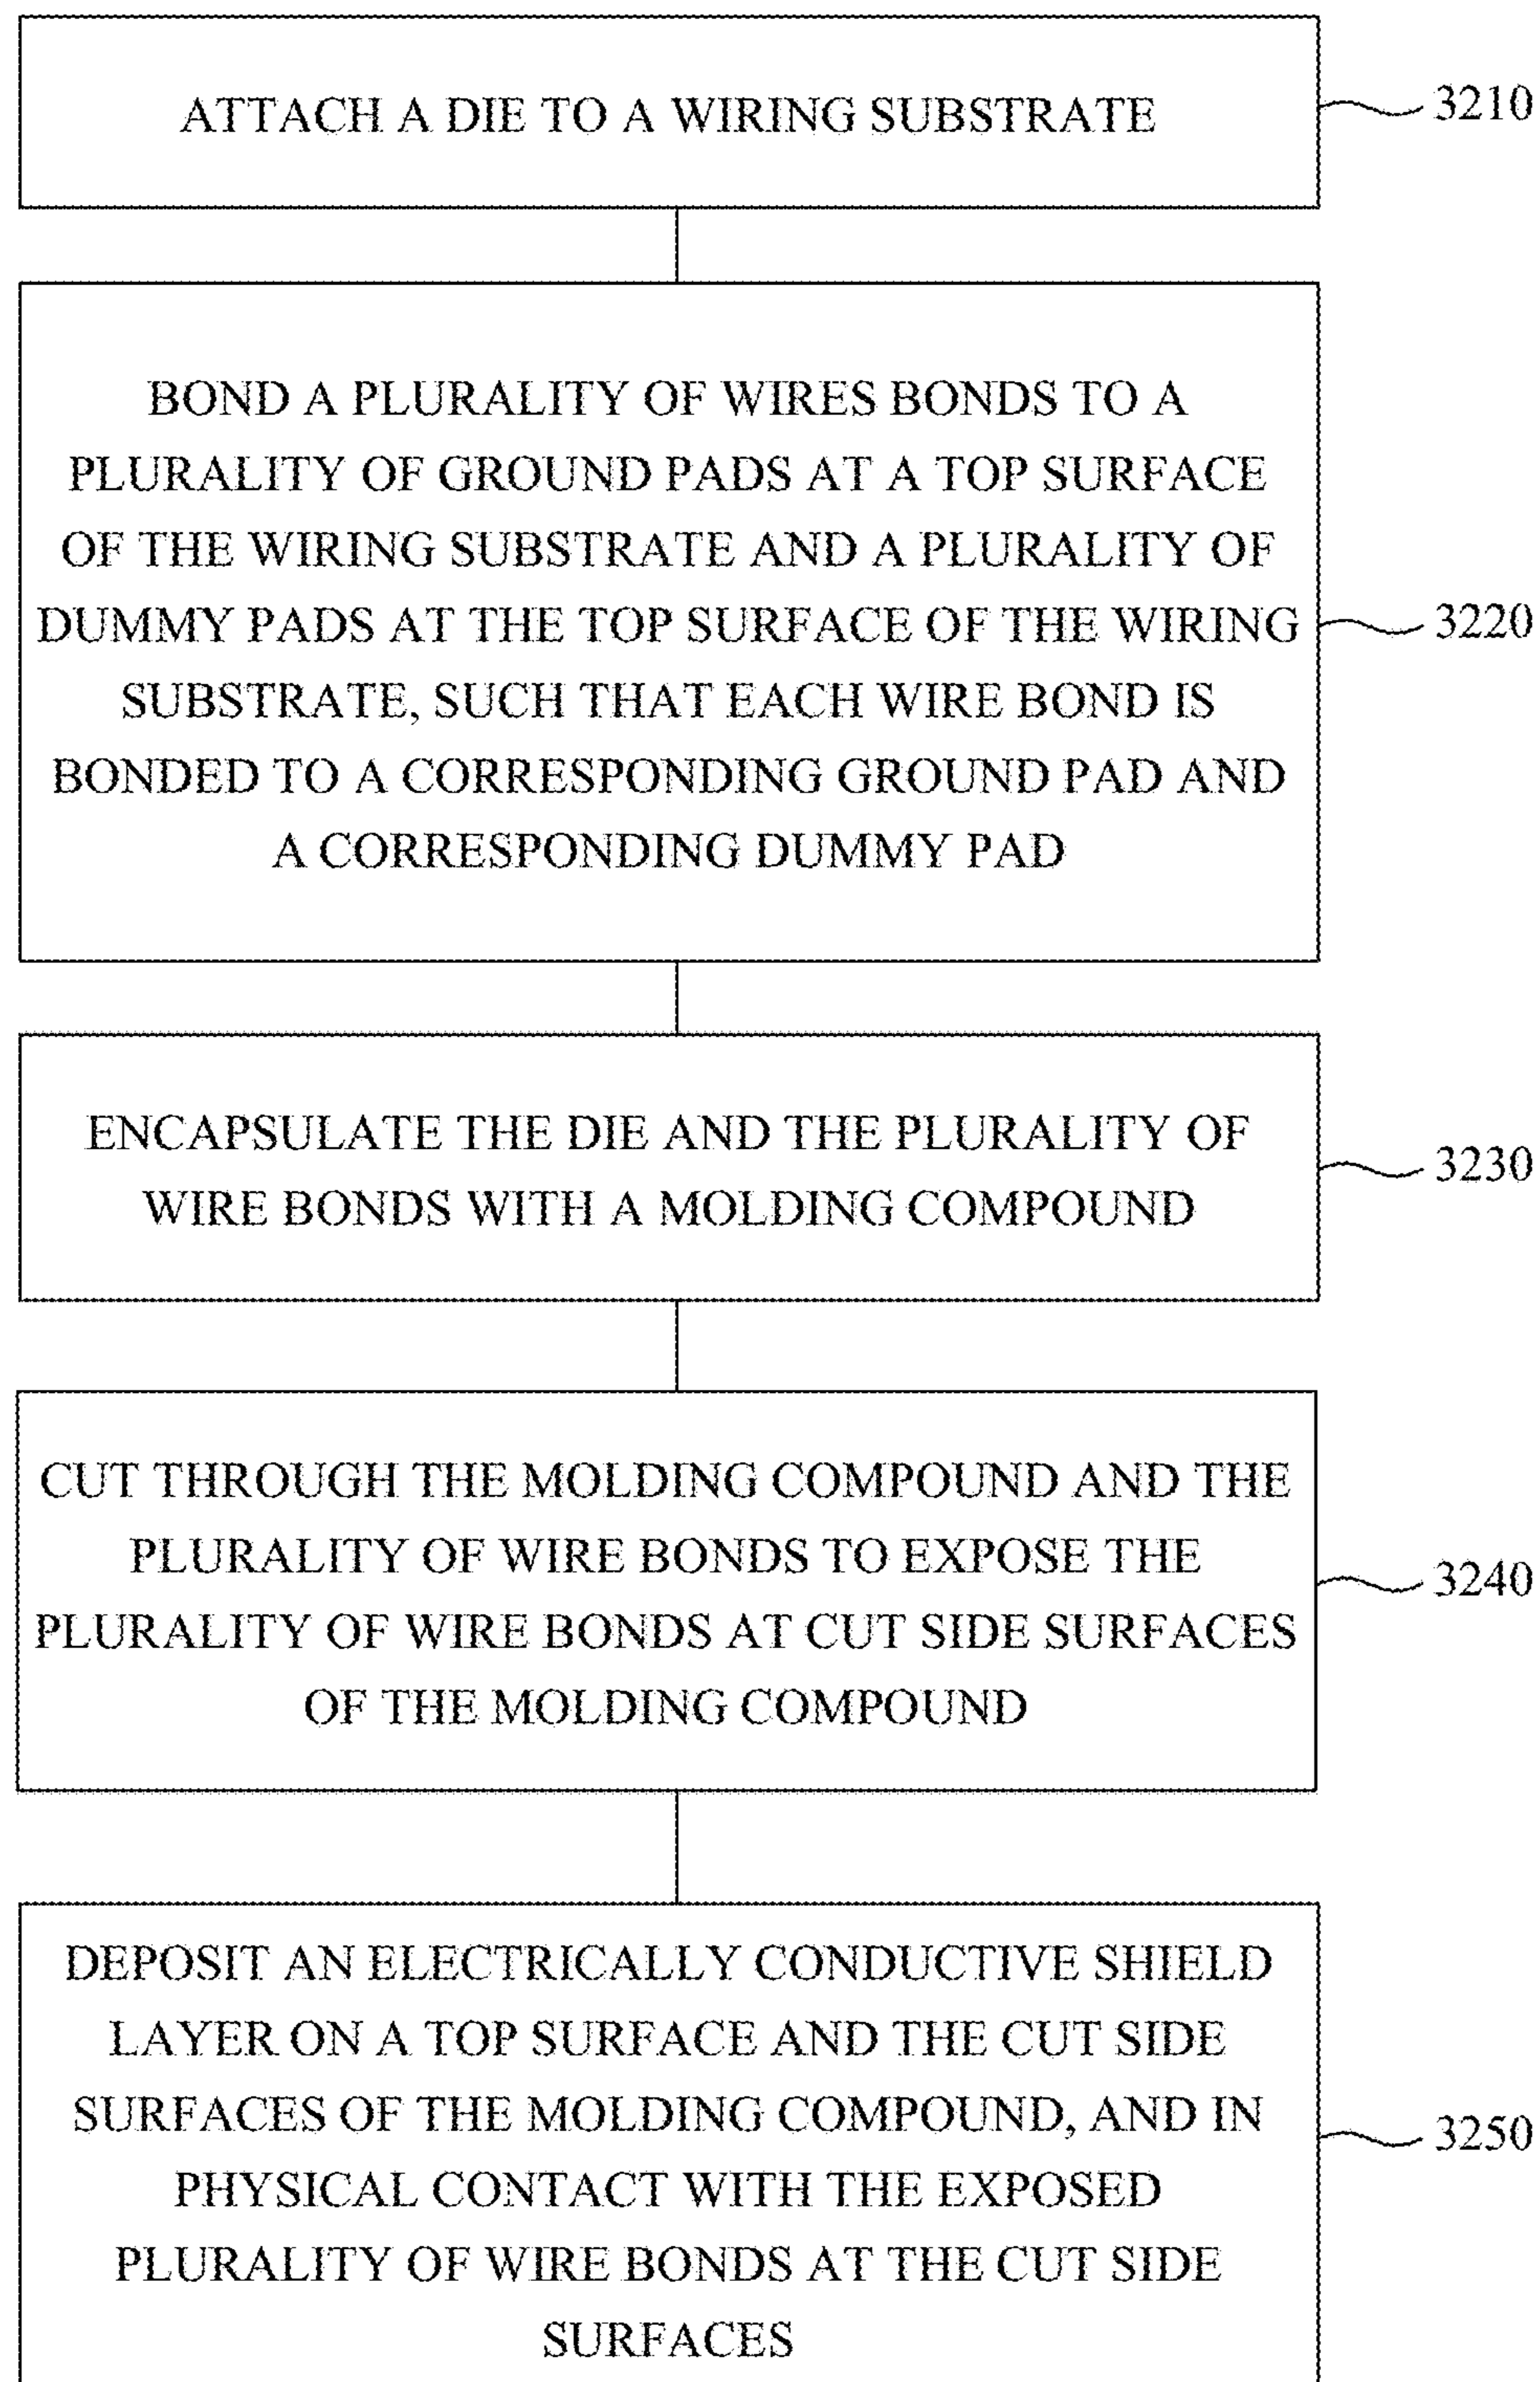 ATTACH A DIE TO A WIRING SUBSTRATE
3210
BOND A PLURALITY OF WIRES BONDS TO A
PLURALITY OF GROUND PADS AT A TOP SURFACE
OF THE WIRING SUBSTRATE AND A PLURALITY OF
DUMMY PADS AT THE TOP SURFACE OF THE WIRING
SUBSTRATE, SUCH THAT EACH WIRE BOND IS
BONDED TO A CORRESPONDING GROUND PAD AND
A CORRESPONDING DUMMY PAD
3220
ENCAPSULATE THE DIE AND THE PLURALITY OF
WIRE BONDS WITH A MOLDING COMPOUND
3230
CUT THROUGH THE MOLDING COMPOUND AND THE
PLURALITY OF WIRE BONDS TO EXPOSE THE
PLURALITY OF WIRE BONDS AT CUT SIDE SURFACES
OF THE MOLDING COMPOUND
3240
DEPOSIT AN ELECTRICALLY CONDUCTIVE SHIELD
LAYER ON A TOP SURFACE AND THE CUT SIDE
SURFACES OF THE MOLDING COMPOUND, AND IN
PHYSICAL CONTACT WITH THE EXPOSED
PLURALITY OF WIRE BONDS AT THE CUT SIDE
SURFACES
3250